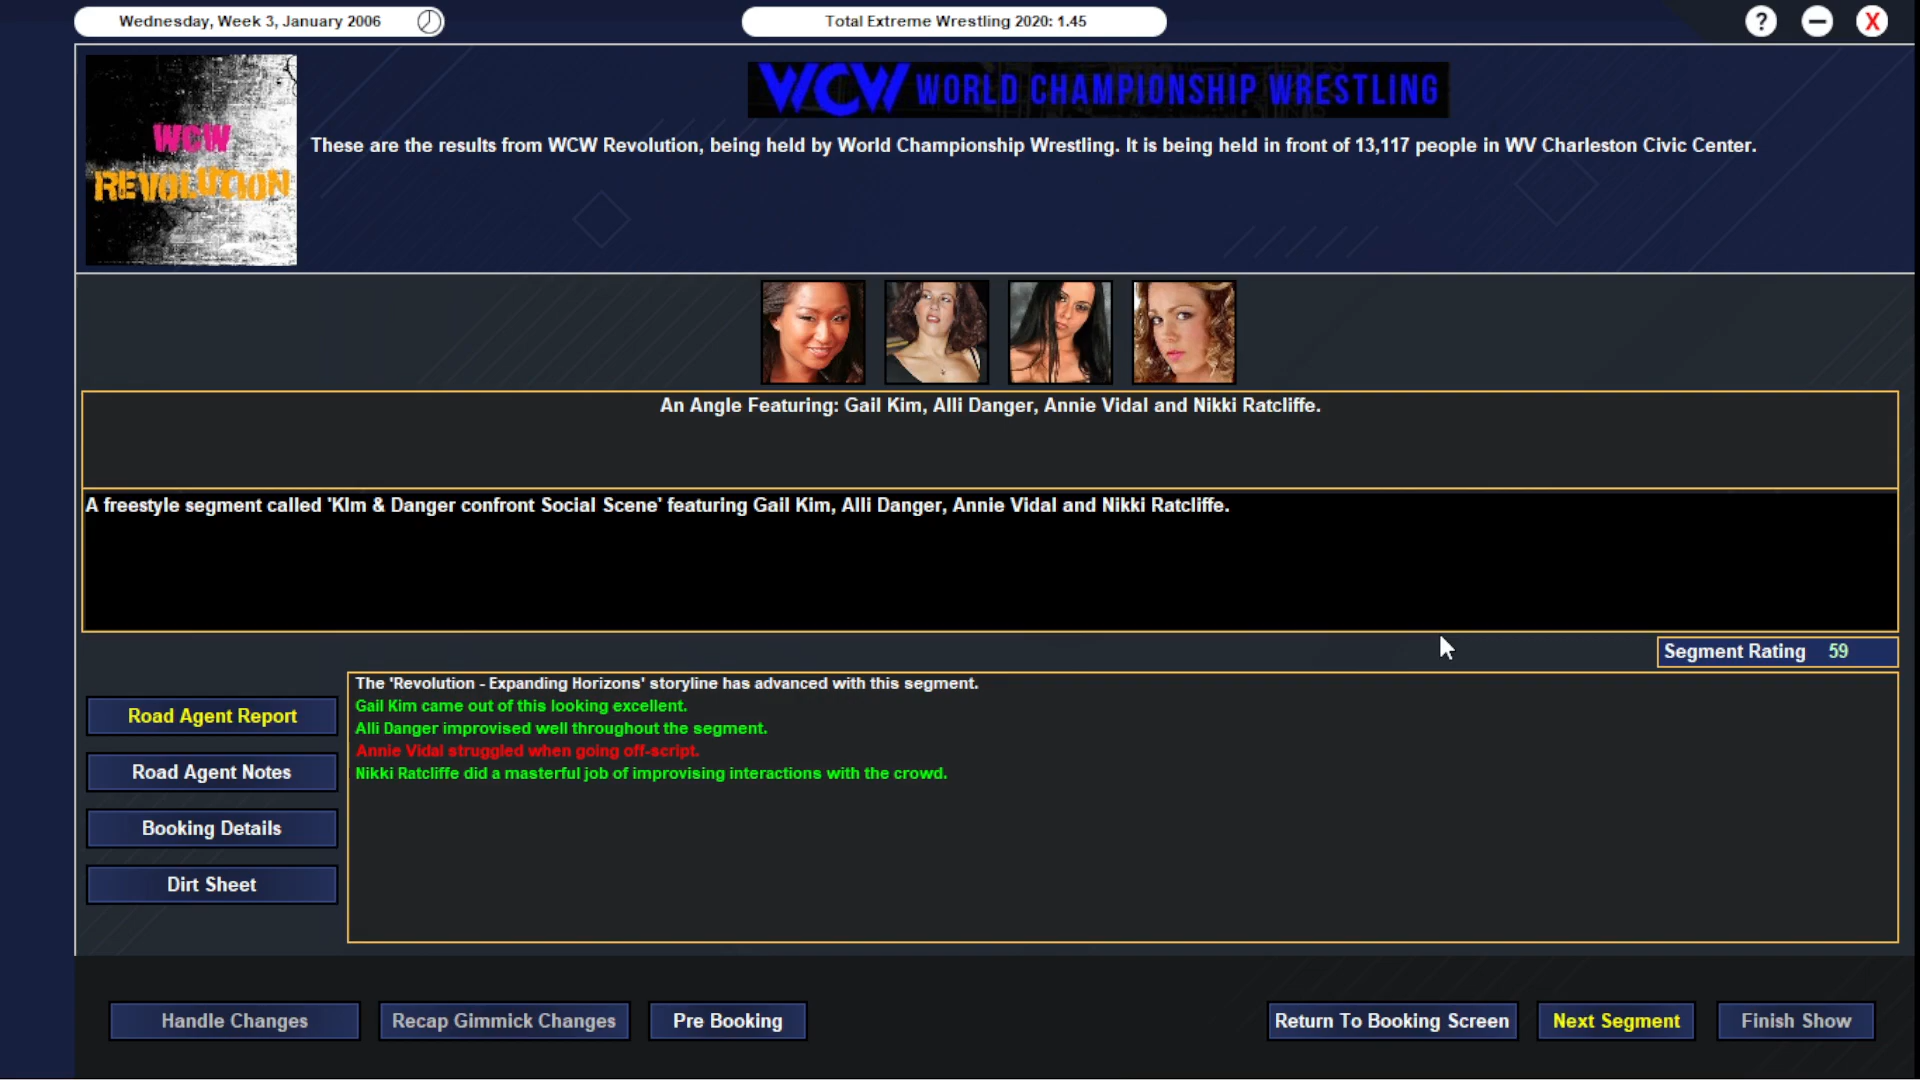 Wednesday, Week 3, January 2006
Total Extreme Wrestling 2020: 1.45
?
X
WCW WORLD CHAMPIONSHIP WRESTLING
WCW
REVOLUTION
These are the results from WCW Revolution, being held by World Championship Wrestling. It is being held in front of 13,117 people in WV Charleston Civic Center.
An Angle Featuring: Gail Kim, Alli Danger, Annie Vidal and Nikki Ratcliffe.
A freestyle segment called 'KIm & Danger confront Social Scene' featuring Gail Kim, Alli Danger, Annie Vidal and Nikki Ratcliffe.
Segment Rating 59
Road Agent Report
Road Agent Notes
Booking Details
Dirt Sheet
The 'Revolution - Expanding Horizons' storyline has advanced with this segment.
Gail Kim came out of this looking excellent.
Alli Danger improvised well throughout the segment.
Annie Vidal struggled when going off-script.
Nikki Ratcliffe did a masterful job of improvising interactions with the crowd.
Handle Changes
Recap Gimmick Changes
Pre Booking
Return To Booking Screen
Next Segment
Finish Show